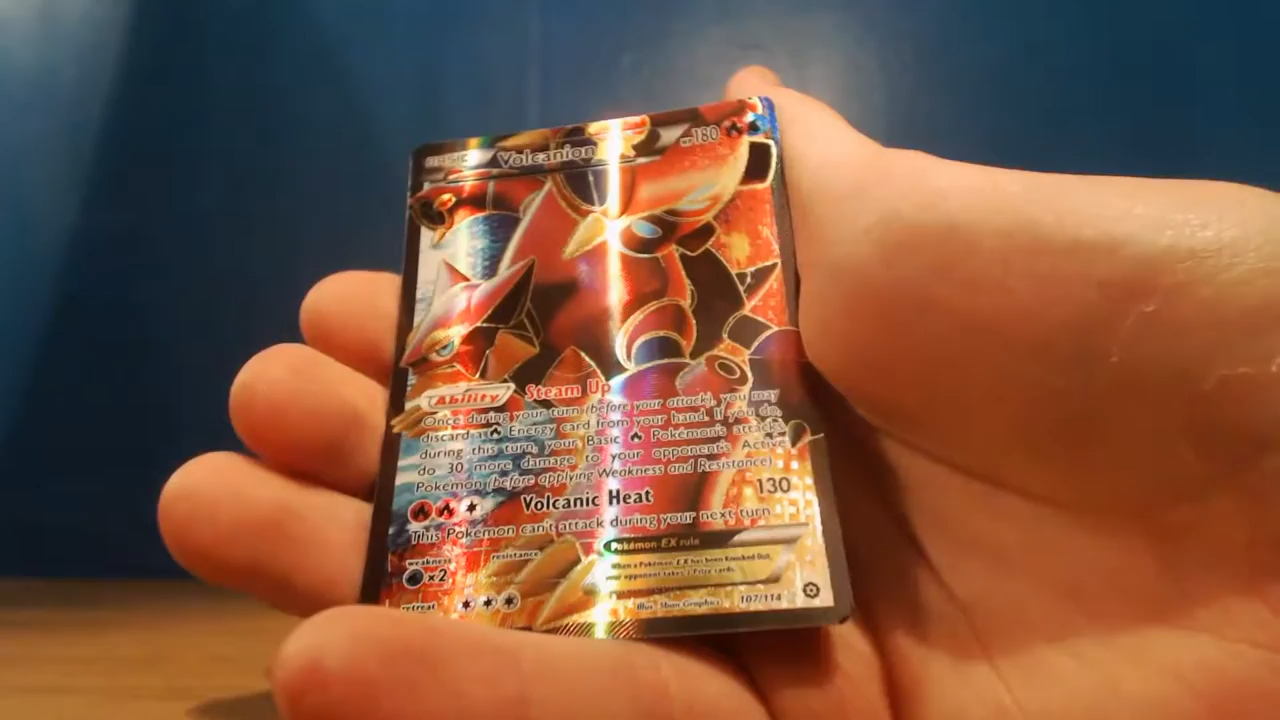 BASIC Volcanion HP180
Ability Steam Up
Once during your turn (before your attack), you may
discard a Energy card from your hand. If you do,
during this turn, your Basic Pokémon's attacks
do 30 more damage to your opponent's Active
Pokémon (before applying Weakness and Resistance)
Volcanic Heat 130
This Pokémon can't attack during your next turn.
Pokémon-EX rule
weakness resistance
When a Pokémon-EX has been Knocked Out,
your opponent takes 2 Prize cards.
×2
retreat
Illus. 5ban Graphics 107/114